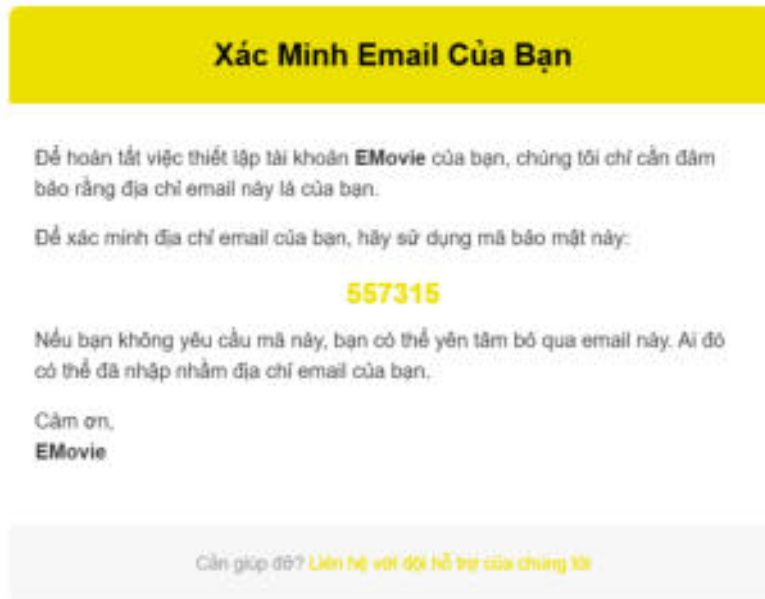 Xác Minh Email Của Bạn
Để hoàn tất việc thiết lập tài khoản EMovie của bạn, chúng tôi chỉ cần đảm
bảo rằng địa chỉ email này là của bạn.
Để xác minh địa chỉ email của bạn, hãy sử dụng mã bảo mật này:
557315
Nếu bạn không yêu cầu mã này, bạn có thể yên tâm bỏ qua email này. Ai đó
có thể đã nhập nhầm địa chỉ email của bạn.
Cảm ơn,
EMovie
Cần giúp đỡ? Liên hệ với đội hỗ trợ của chúng tôi